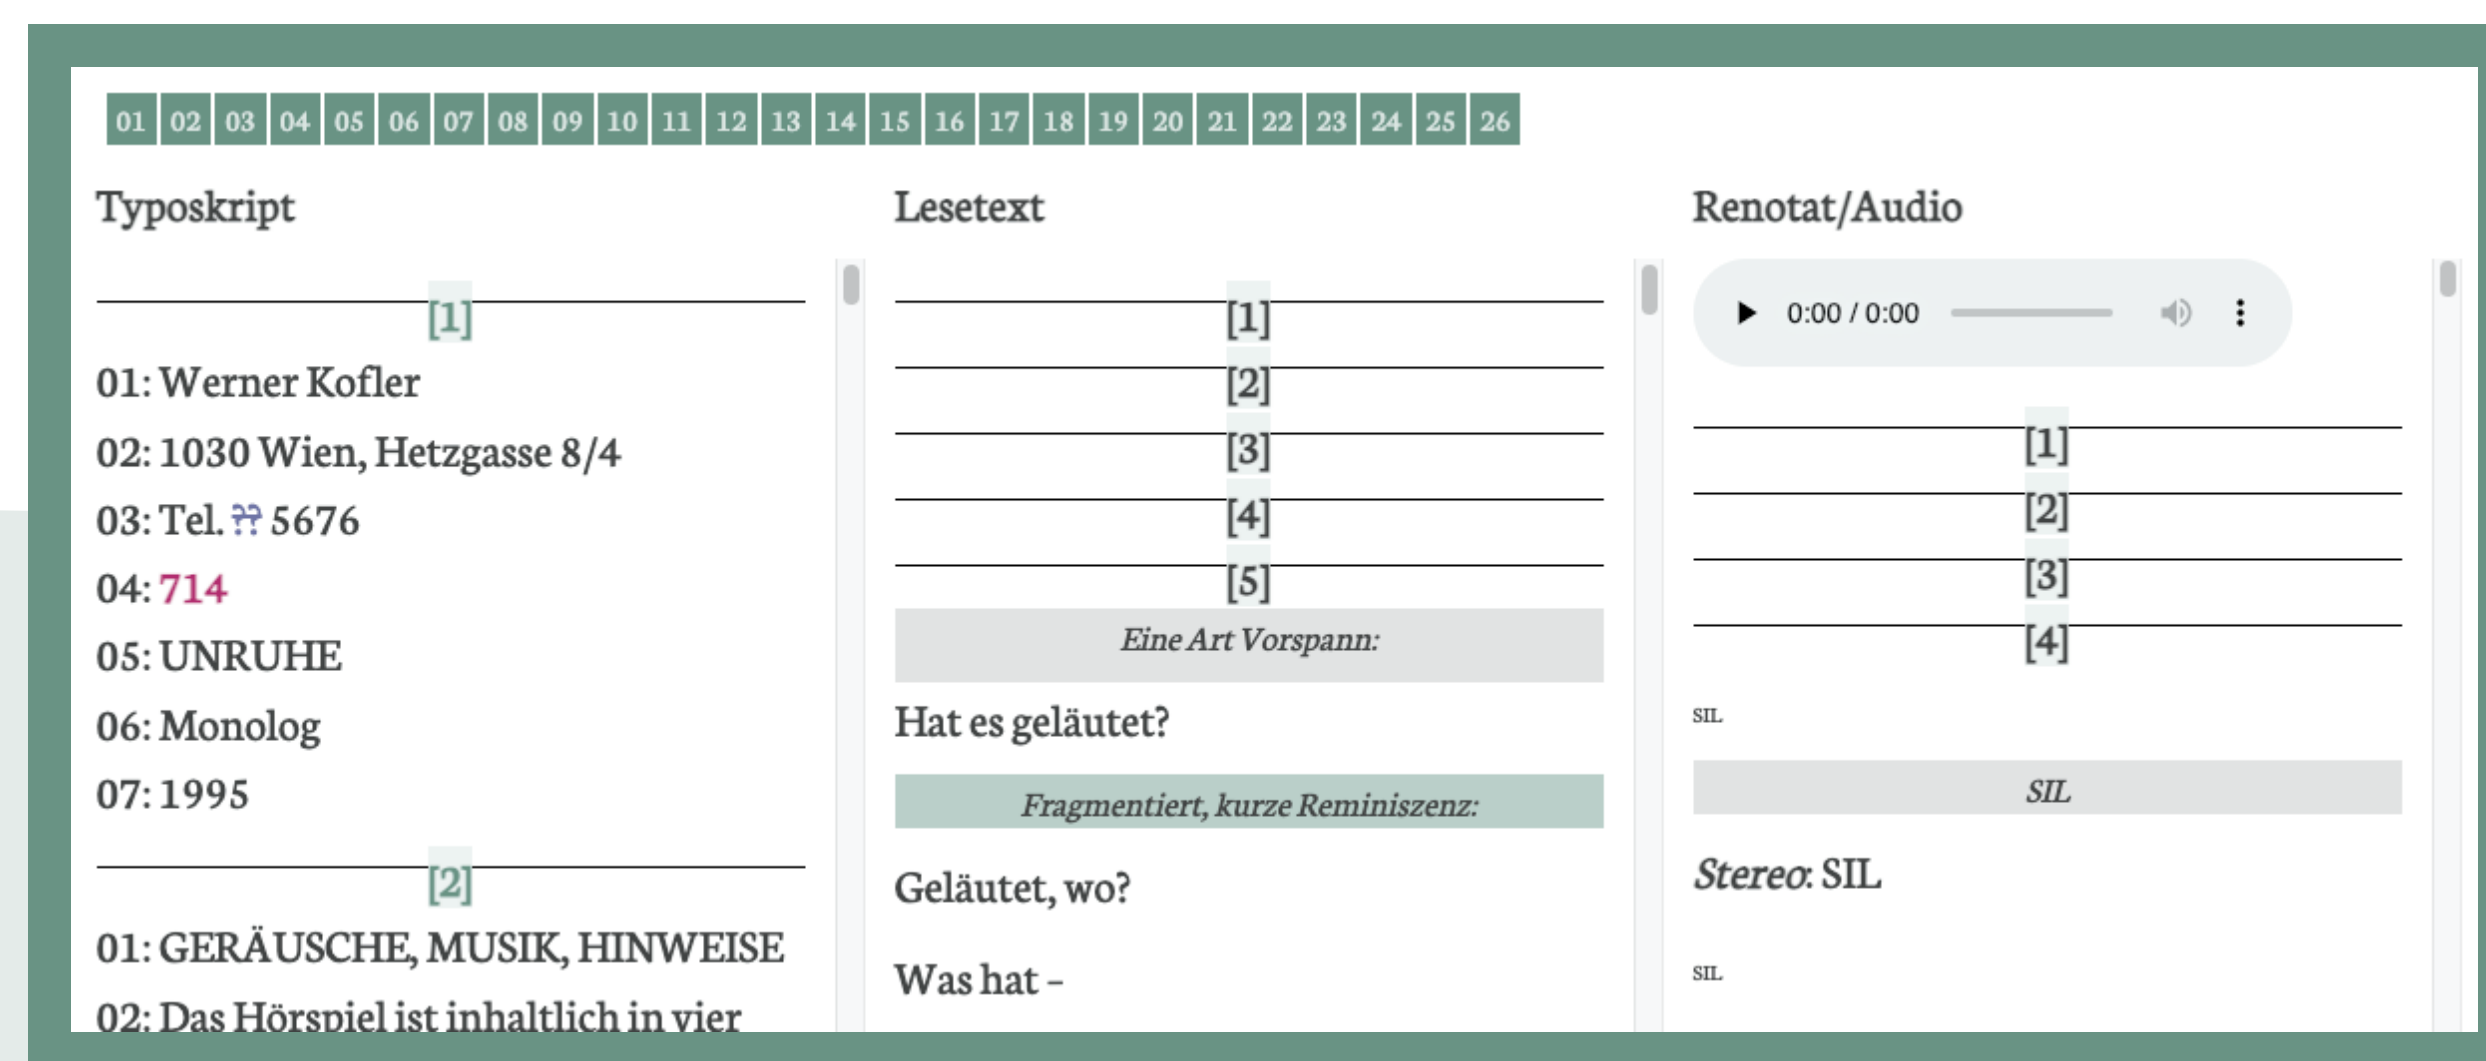 01 02 03 04 05 06 07 08 09 10 11 12 13 14 15 16 17 18 19 20 21 22 23 24 25 26
Typoskript
[1]
01: Werner Kofler
02: 1030 Wien, Hetzgasse 8/4
03: Tel. ?? 5676
04: 714
05: UNRUHE
06: Monolog
07: 1995
[2]
01: GERÄUSCHE, MUSIK, HINWEISE
02: Das Hörspiel ist inhaltlich in vier
Lesetext
[1]
[2]
[3]
[4]
[5]
Eine Art Vorspann:
Hat es geläutet?
Fragmentiert, kurze Reminiszenz:
Geläutet, wo?
Was hat –
Renotat/Audio
0:00 / 0:00
[1]
[2]
[3]
[4]
SIL
SIL
Stereo: SIL
SIL